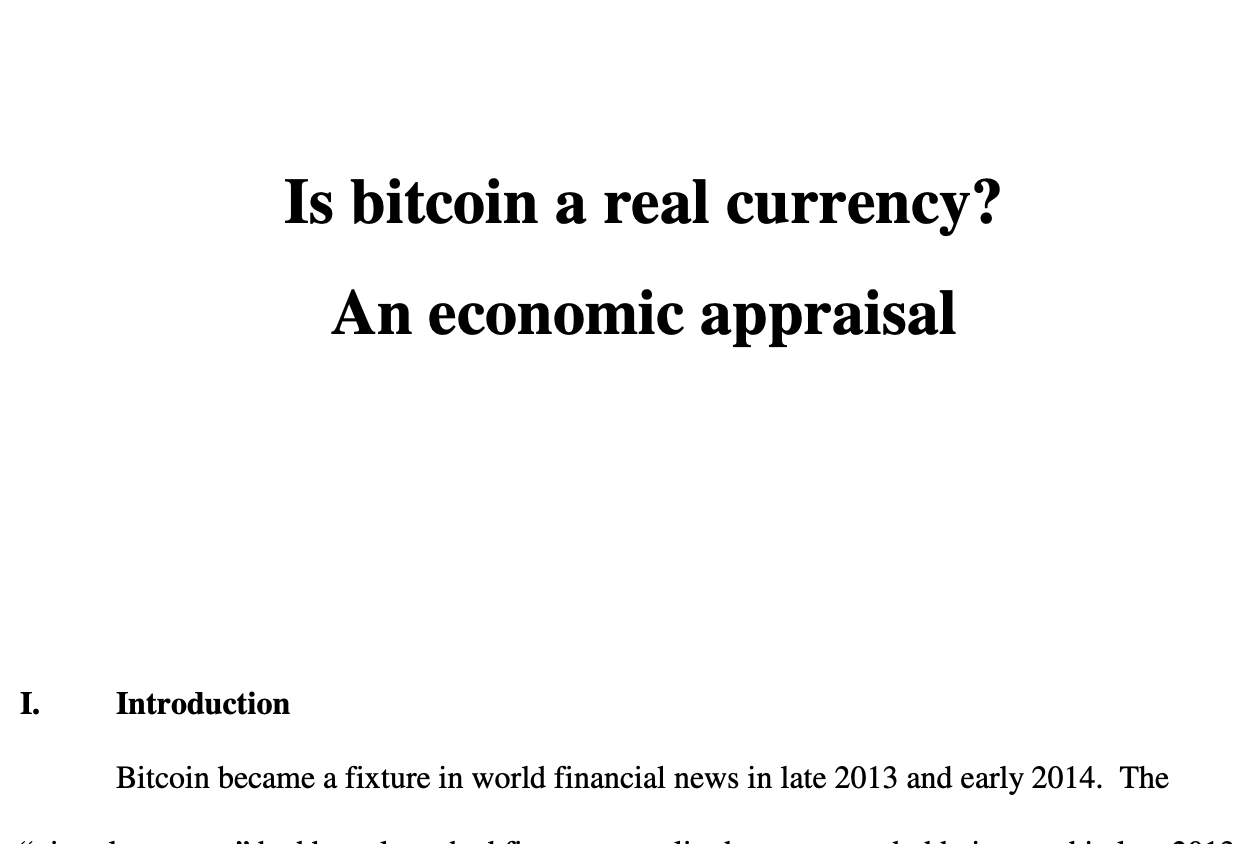 Is bitcoin a real currency?
An economic appraisal
I. Introduction
Bitcoin became a fixture in world financial news in late 2013 and early 2014.  The